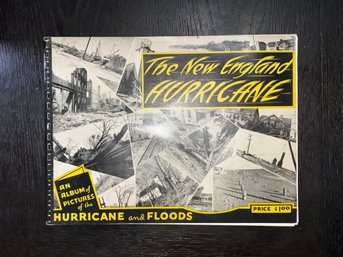 The New England
HURRICANE
AN
ALBUM of
PICTURES
of the
HURRICANE and FLOODS
PRICE $1.00